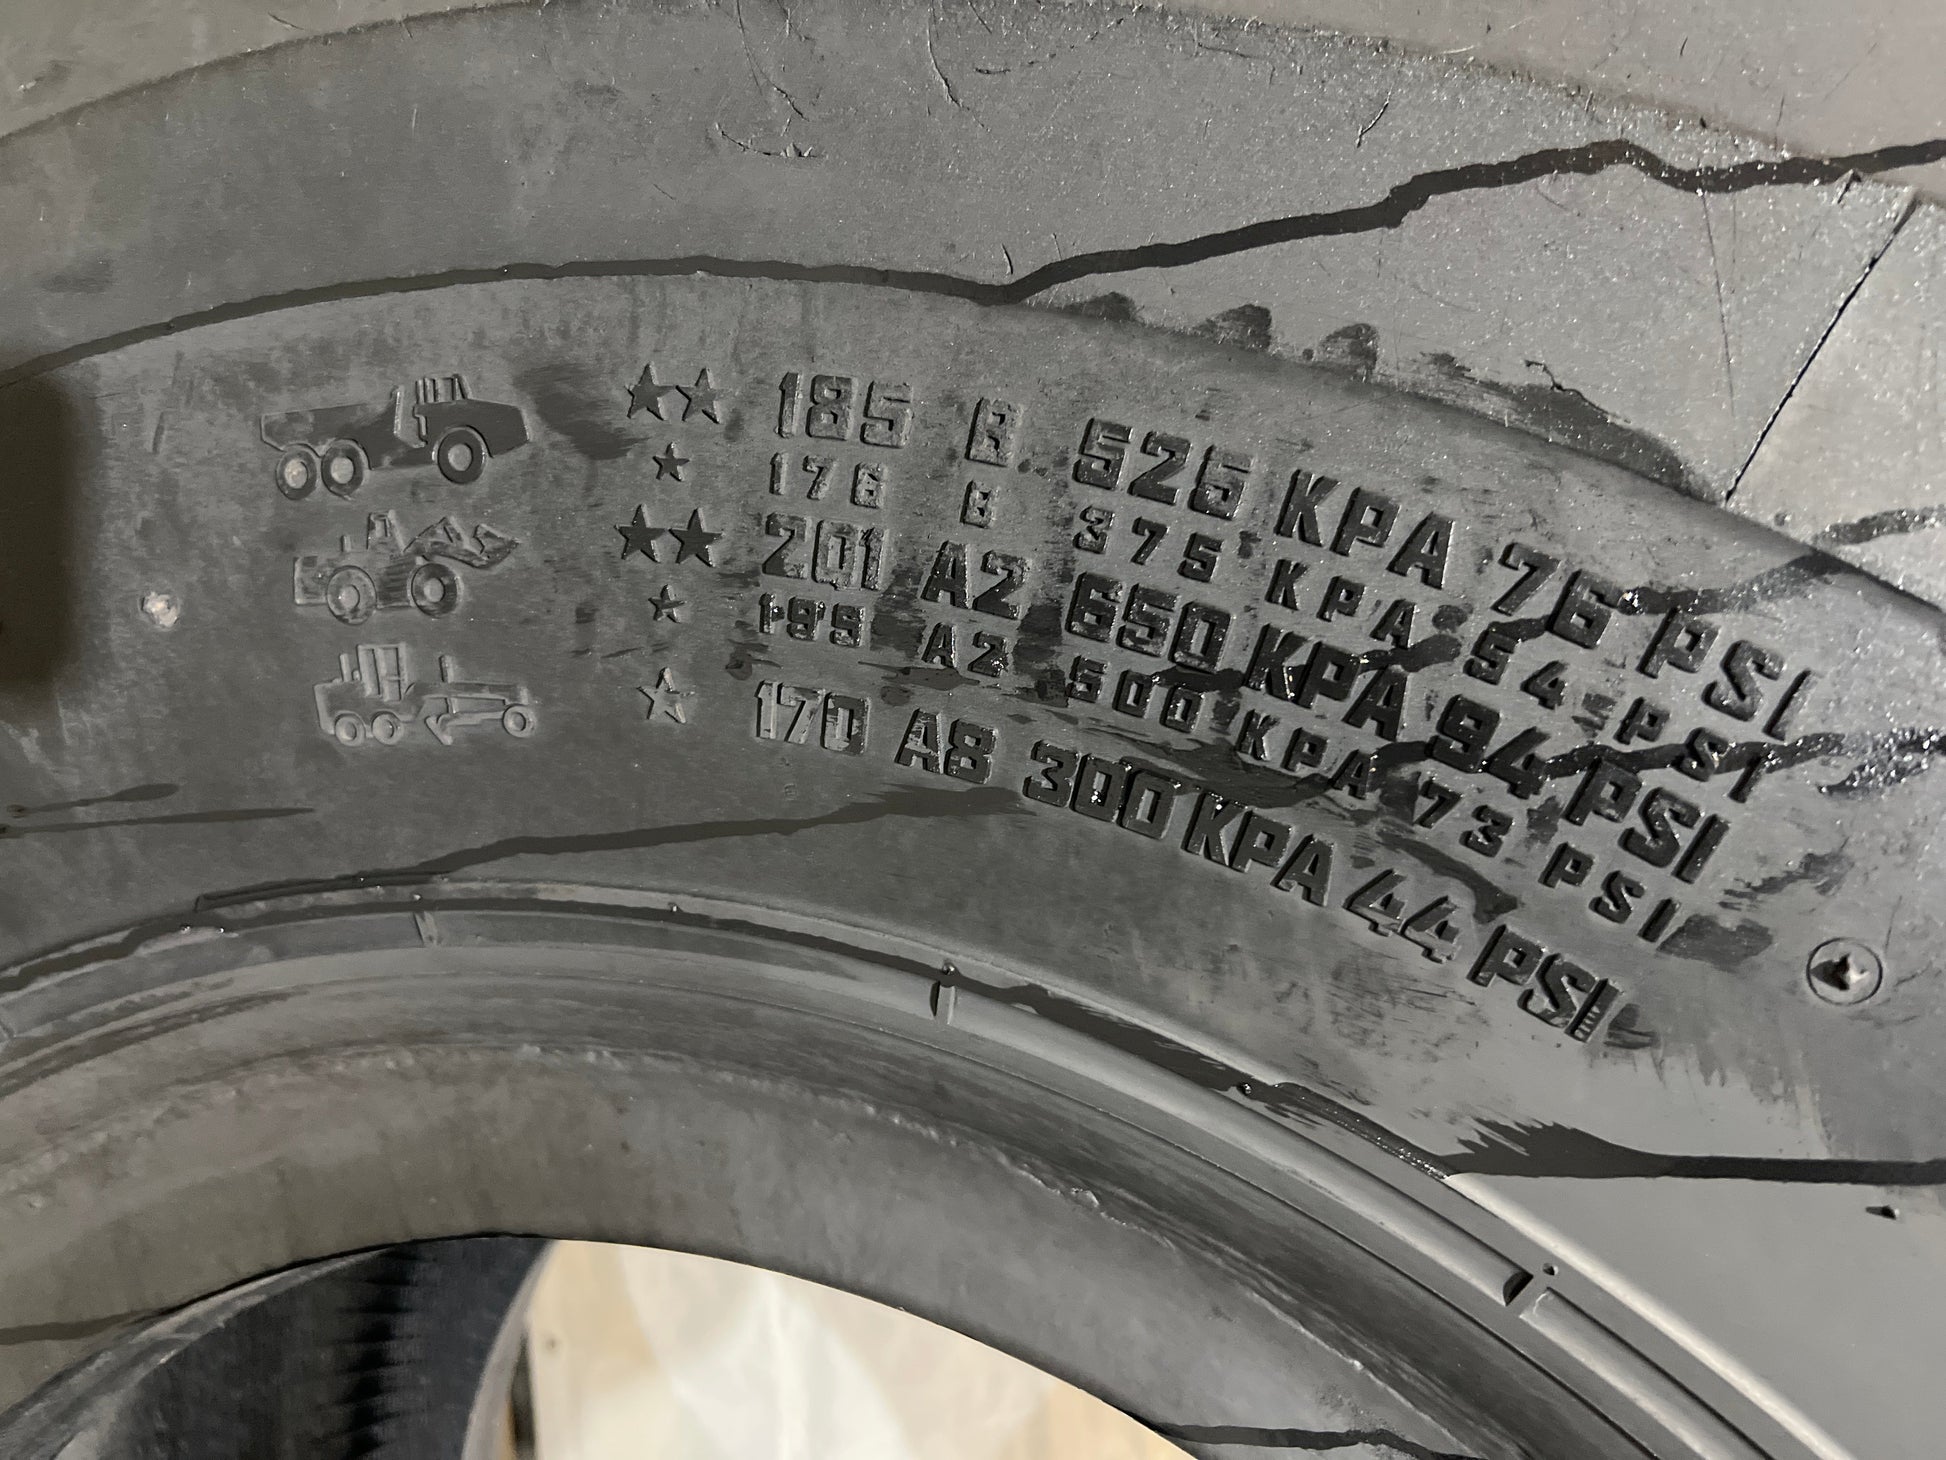 ★★ 185 B 525 KPA 76 PSI
★ 176 B 375 KPA 54 PSI
★★ 201 A2 650 KPA 94 PSI
★ 195 A2 500 KPA 73 PSI
☆ 170 A8 300 KPA 44 PSI